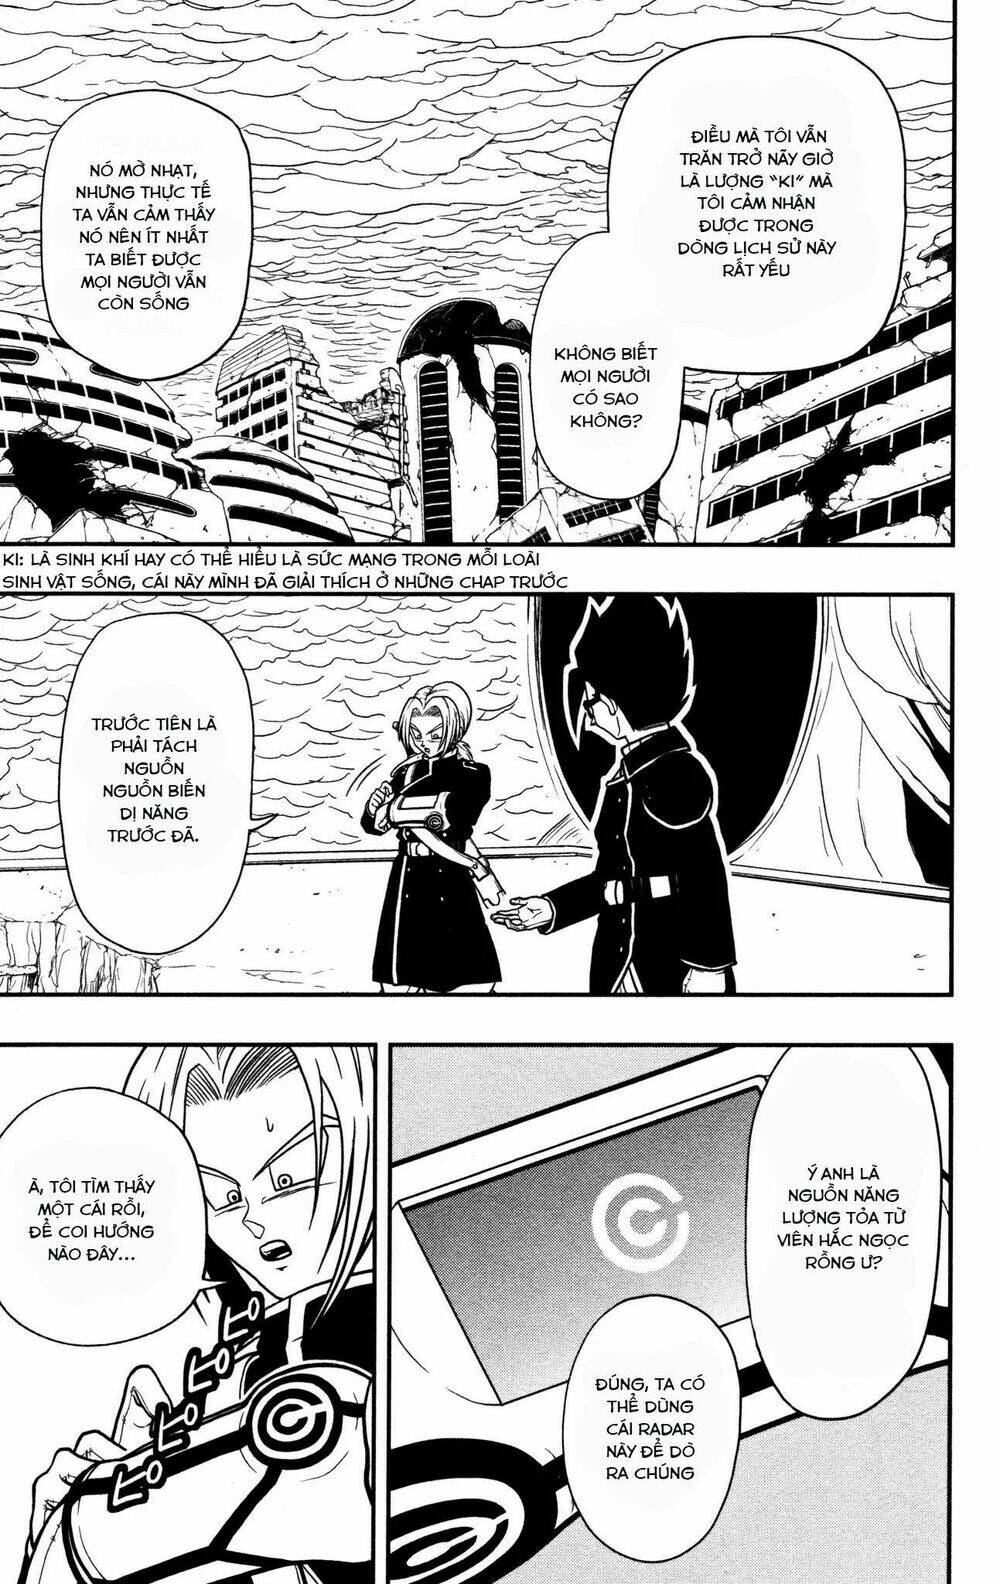 ĐIỀU MÀ TÔI VẪN
TRĂN TRỞ NÃY GIỜ
LÀ LƯỢNG "KI" MÀ
TÔI CẢM NHẬN
ĐƯỢC TRONG
DÒNG LỊCH SỬ NÀY
RẤT YẾU
KHÔNG BIẾT
MỌI NGƯỜI
CÓ SAO
KHÔNG?
NÓ MỜ NHẠT,
NHƯNG THỰC TẾ
TA VẪN CẢM THẤY
NÓ NÊN ÍT NHẤT
TA BIẾT ĐƯỢC
MỌI NGƯỜI VẪN
CÒN SỐNG
KI: LÀ SINH KHÍ HAY CÓ THỂ HIỂU LÀ SỨC MẠNG TRONG MỖI LOÀI
SINH VẬT SỐNG, CÁI NÀY MÌNH ĐÃ GIẢI THÍCH Ở NHỮNG CHAP TRƯỚC
TRƯỚC TIÊN LÀ
PHẢI TÁCH
NGUỒN
NGUỒN BIẾN
DỊ NĂNG
TRƯỚC ĐÃ.
Ý ANH LÀ
NGUỒN NĂNG
LƯỢNG TỎA TỪ
VIÊN HẮC NGỌC
RỒNG Ư?
ĐÚNG, TA CÓ
THỂ DÙNG
CÁI RADAR
NÀY ĐỂ DÒ
RA CHÚNG
À, TÔI TÌM THẤY
MỘT CÁI RỒI,
ĐỂ COI HƯỚNG
NÀO ĐÂY...
ピピピピ